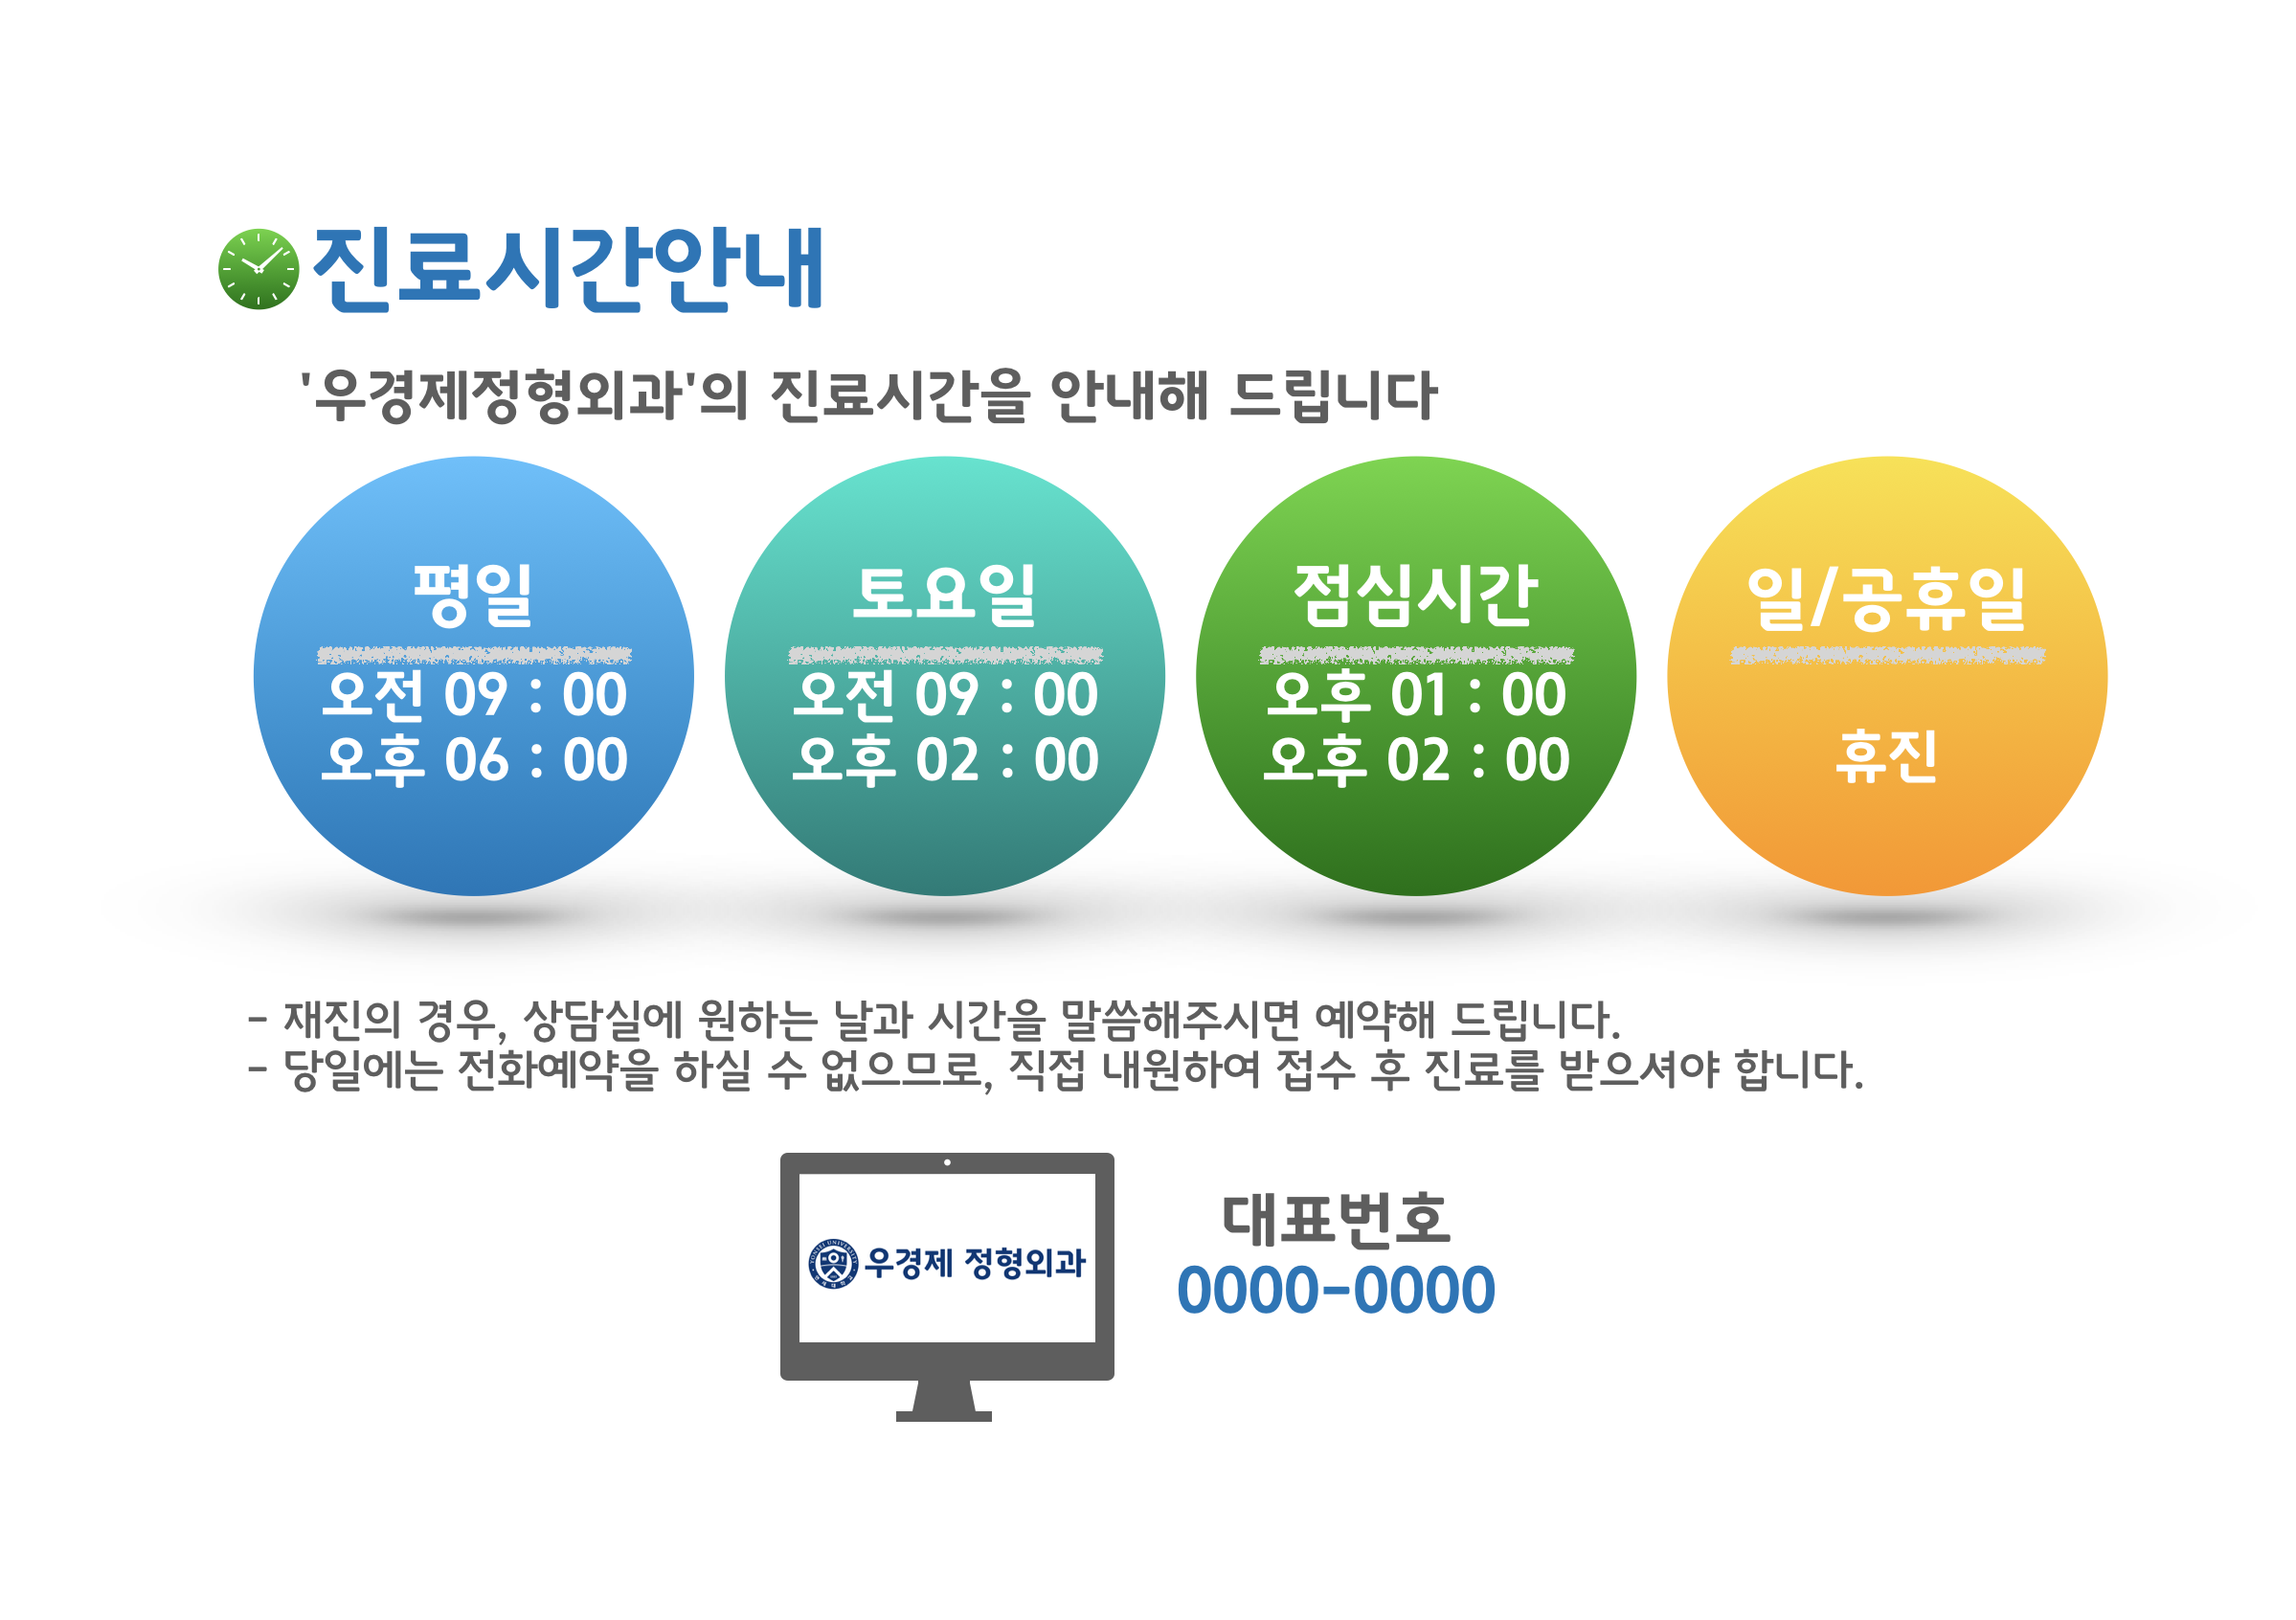 진료시간안내
'우경제정형외과'의 진료시간을 안내해 드립니다
평일
오전 09 : 00
오후 06 : 00
토요일
오전 09 : 00
오후 02 : 00
점심시간
오후 01 : 00
오후 02 : 00
일/공휴일
휴진
- 재진의 경우, 상담실에 원하는 날과 시간을 말씀해주시면 예약해 드립니다.
- 당일에는 전화예약을 하실 수 없으므로, 직접 내원하여 접수 후 진료를 받으셔야 합니다.
YONSEI UNIVERSITY
연세대학교
우경제 정형외과
대표번호
0000-0000